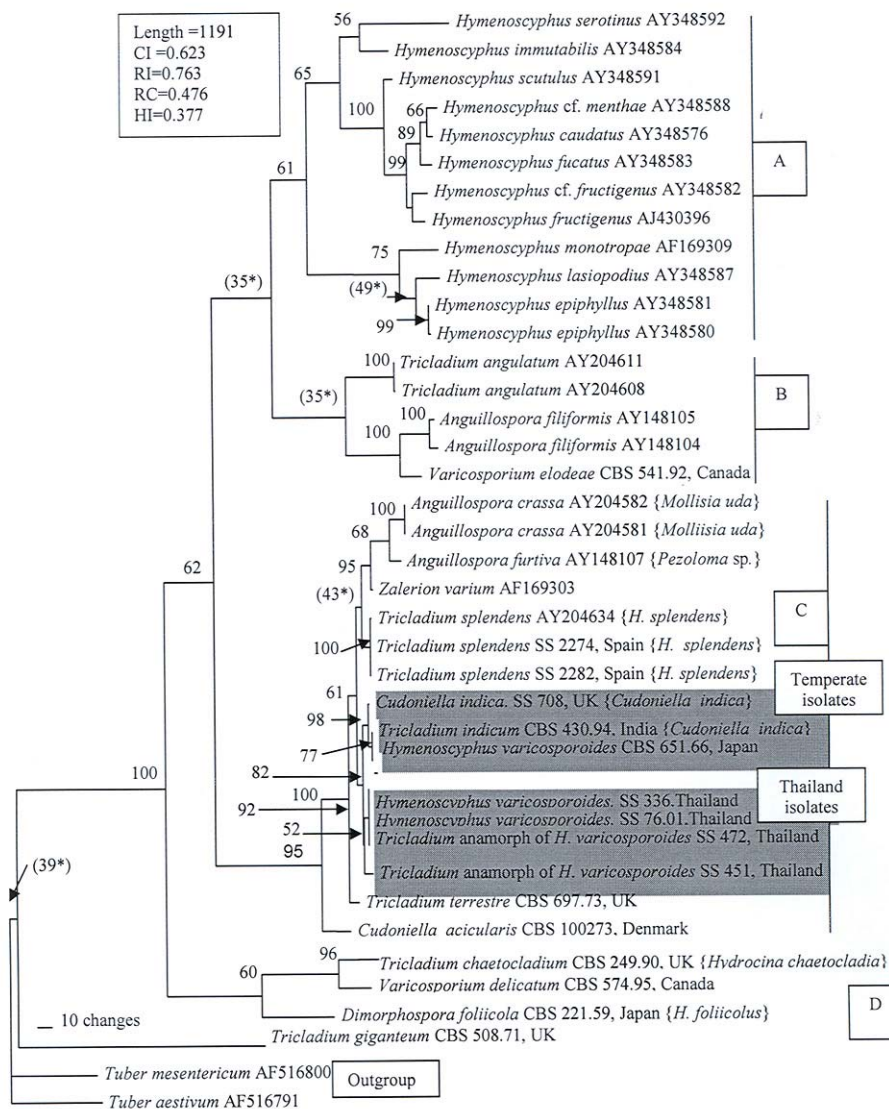 Length =1191
CI =0.623
RI=0.763
RC=0.476
HI=0.377
56
Hymenoscyphus serotinus AY348592
Hymenoscyphus immutabilis AY348584
65
Hymenoscyphus scutulus AY348591
100
66
Hymenoscyphus cf. menthae AY348588
89
Hymenoscyphus caudatus AY348576
A
61
99
Hymenoscyphus fucatus AY348583
Hymenoscyphus cf. fructigenus AY348582
Hymenoscyphus fructigenus AJ430396
75
Hymenoscyphus monotropae AF169309
(35*)
(49*)
Hymenoscyphus lasiopodius AY348587
Hymenoscyphus epiphyllus AY348581
99
Hymenoscyphus epiphyllus AY348580
100
Tricladium angulatum AY204611
Tricladium angulatum AY204608
B
(35*)
100
Anguillospora filiformis AY148105
100
Anguillospora filiformis AY148104
Varicosporium elodeae CBS 541.92, Canada
100
Anguillospora crassa AY204582 {Mollisia uda}
68
Anguillospora crassa AY204581 {Molliisia uda}
62
95
Anguillospora furtiva AY148107 {Pezoloma sp.}
(43*)
Zalerion varium AF169303
C
Tricladium splendens AY204634 {H. splendens}
100
Tricladium splendens SS 2274, Spain {H. splendens}
Tricladium splendens SS 2282, Spain {H. splendens}
Temperate
isolates
61
Cudoniella indica. SS 708, UK {Cudoniella indica}
98
Tricladium indicum CBS 430.94, India {Cudoniella indica}
77
Hymenoscyphus varicosporoides CBS 651.66, Japan
100
82
Thailand
isolates
100
92
Hymenoscyphus varicosporoides. SS 336.Thailand
Hymenoscyphus varicosporoides. SS 76.01.Thailand
52
Tricladium anamorph of H. varicosporoides SS 472, Thailand
95
Tricladium anamorph of H. varicosporoides SS 451, Thailand
(39*)
Tricladium terrestre CBS 697.73, UK
Cudoniella acicularis CBS 100273, Denmark
96
Tricladium chaetocladium CBS 249.90, UK {Hydrocina chaetocladia}
60
Varicosporium delicatum CBS 574.95, Canada
D
Dimorphospora foliicola CBS 221.59, Japan {H. foliicolus}
10 changes
Tricladium giganteum CBS 508.71, UK
Tuber mesentericum AF516800
Outgroup
Tuber aestivum AF516791